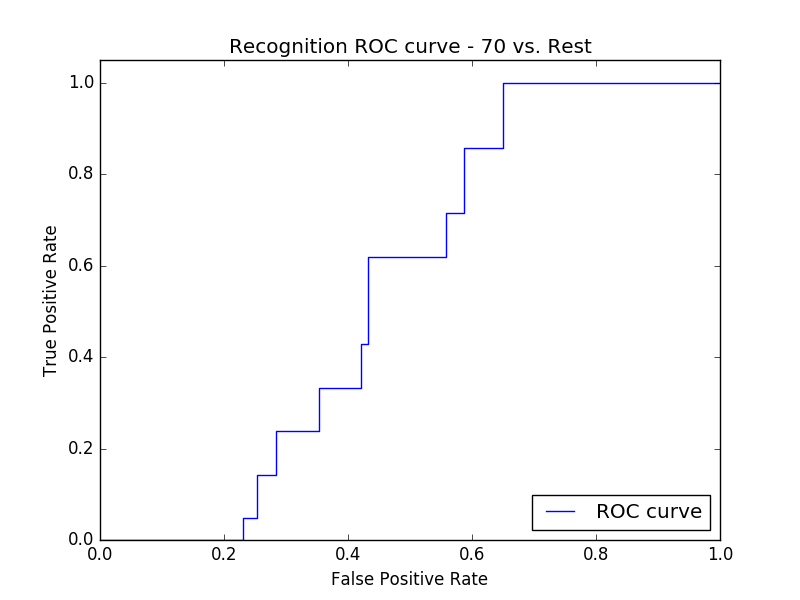 Recognition ROC curve - 70 vs. Rest
True Positive Rate
1.0
0.8
0.6
0.4
0.2
0.0
0.0 0.2 0.4 0.6 0.8 1.0
False Positive Rate
ROC curve